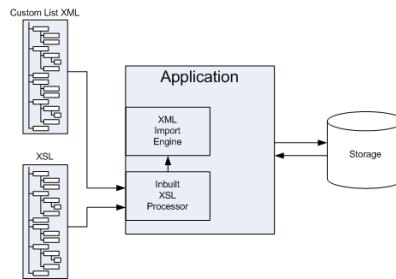 Custom List XML
Application
XML
Import
Engine
XSL
Inbuilt
XSL
Processor
Storage